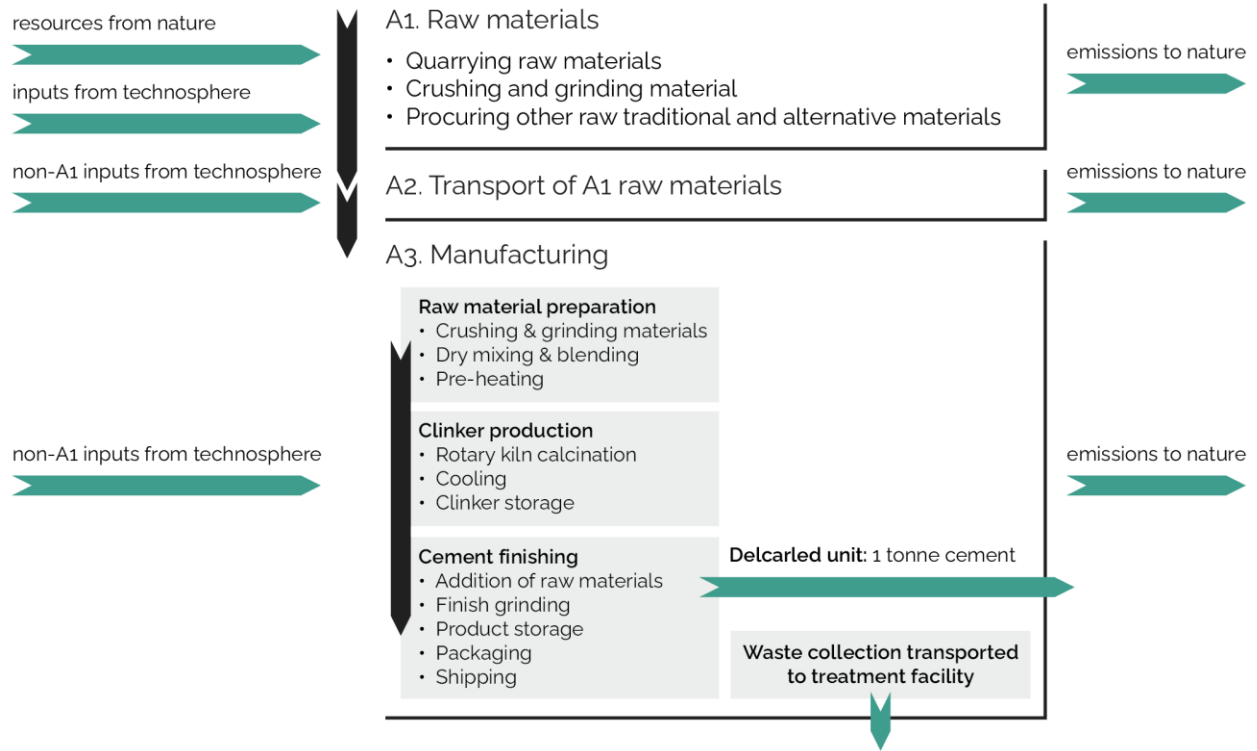 resources from nature
inputs from technosphere
non-A1 inputs from technosphere
A1. Raw materials
• Quarrying raw materials
• Crushing and grinding material
• Procuring other raw traditional and alternative materials
emissions to nature
A2. Transport of A1 raw materials
emissions to nature
A3. Manufacturing
Raw material preparation
• Crushing & grinding materials
• Dry mixing & blending
• Pre-heating
non-A1 inputs from technosphere
Clinker production
• Rotary kiln calcination
• Cooling
• Clinker storage
emissions to nature
Cement finishing
• Addition of raw materials
• Finish grinding
• Product storage
• Packaging
• Shipping
Delcarled unit: 1 tonne cement
Waste collection transported
to treatment facility